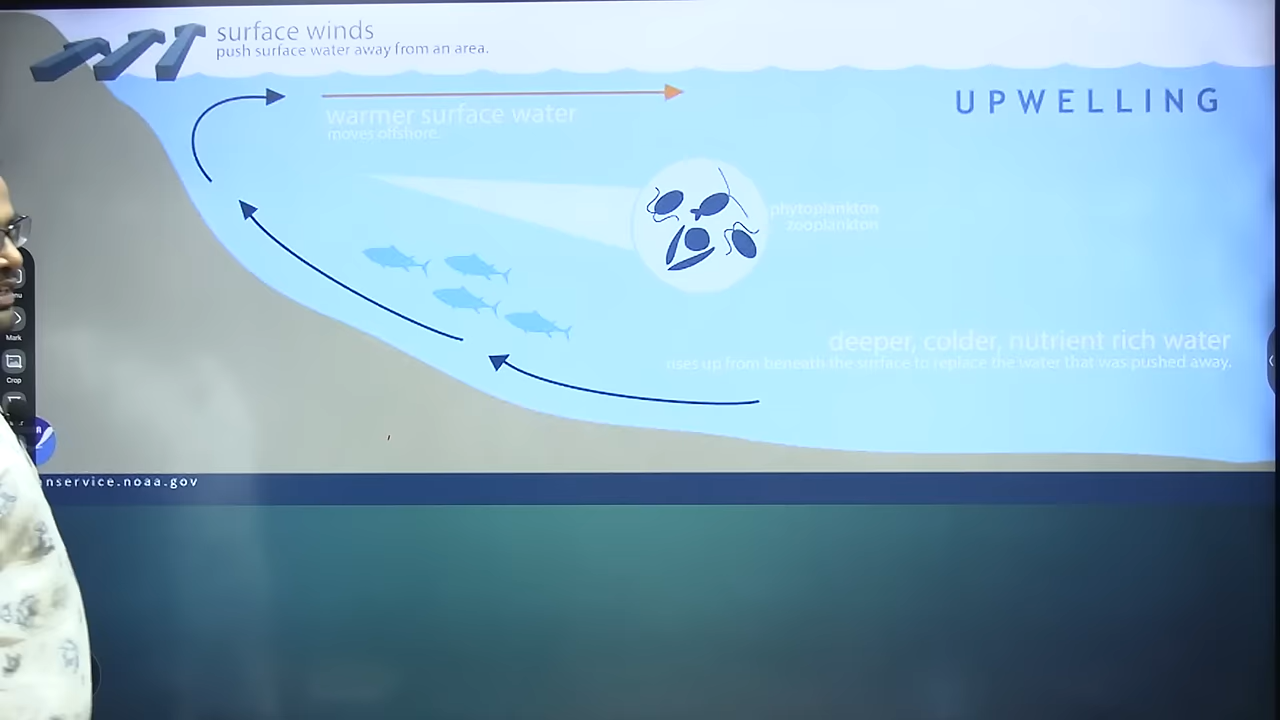 surface winds
push surface water away from an area.
UPWELLING
warmer surface water
moves offshore.
phytoplankton
zooplankton
deeper, colder, nutrient rich water
rises up from beneath the surface to replace the water that was pushed away.
Mark
Crop
nservice.noaa.gov